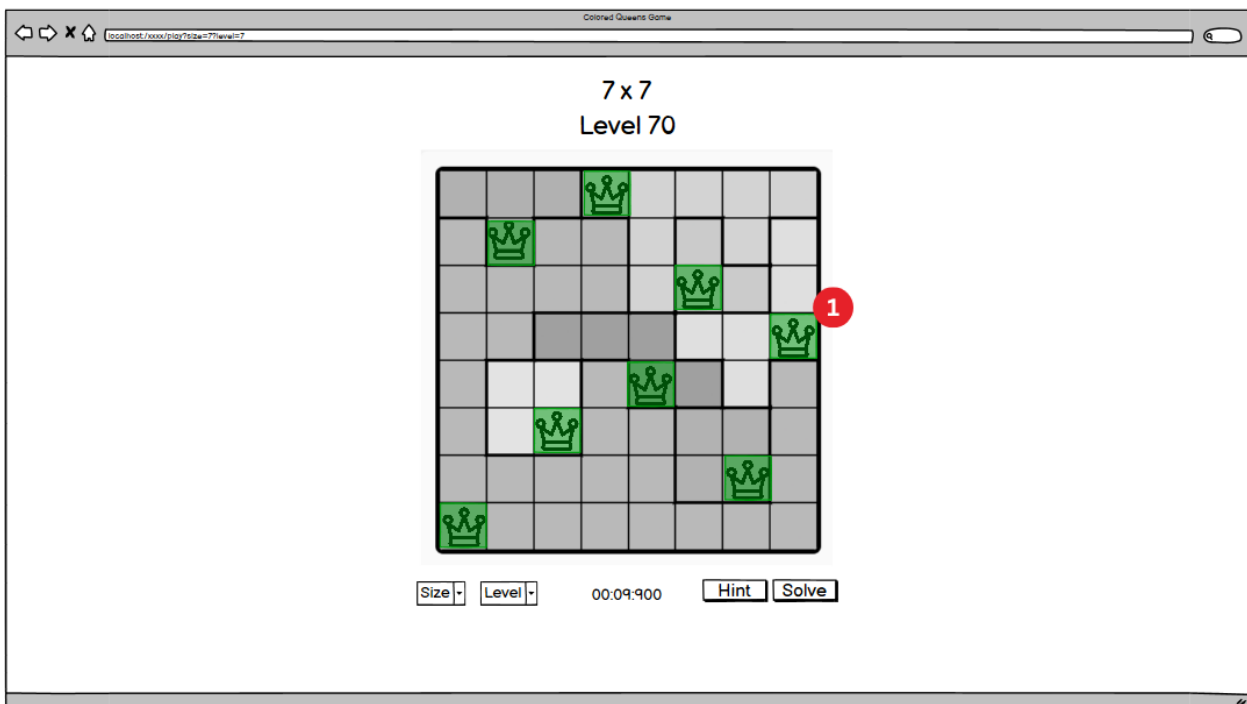 Colored Queens Game
localhost:/xxxx/play?size=7?level=7
7 x 7
Level 70
1
Size Level 00:09:900 Hint Solve